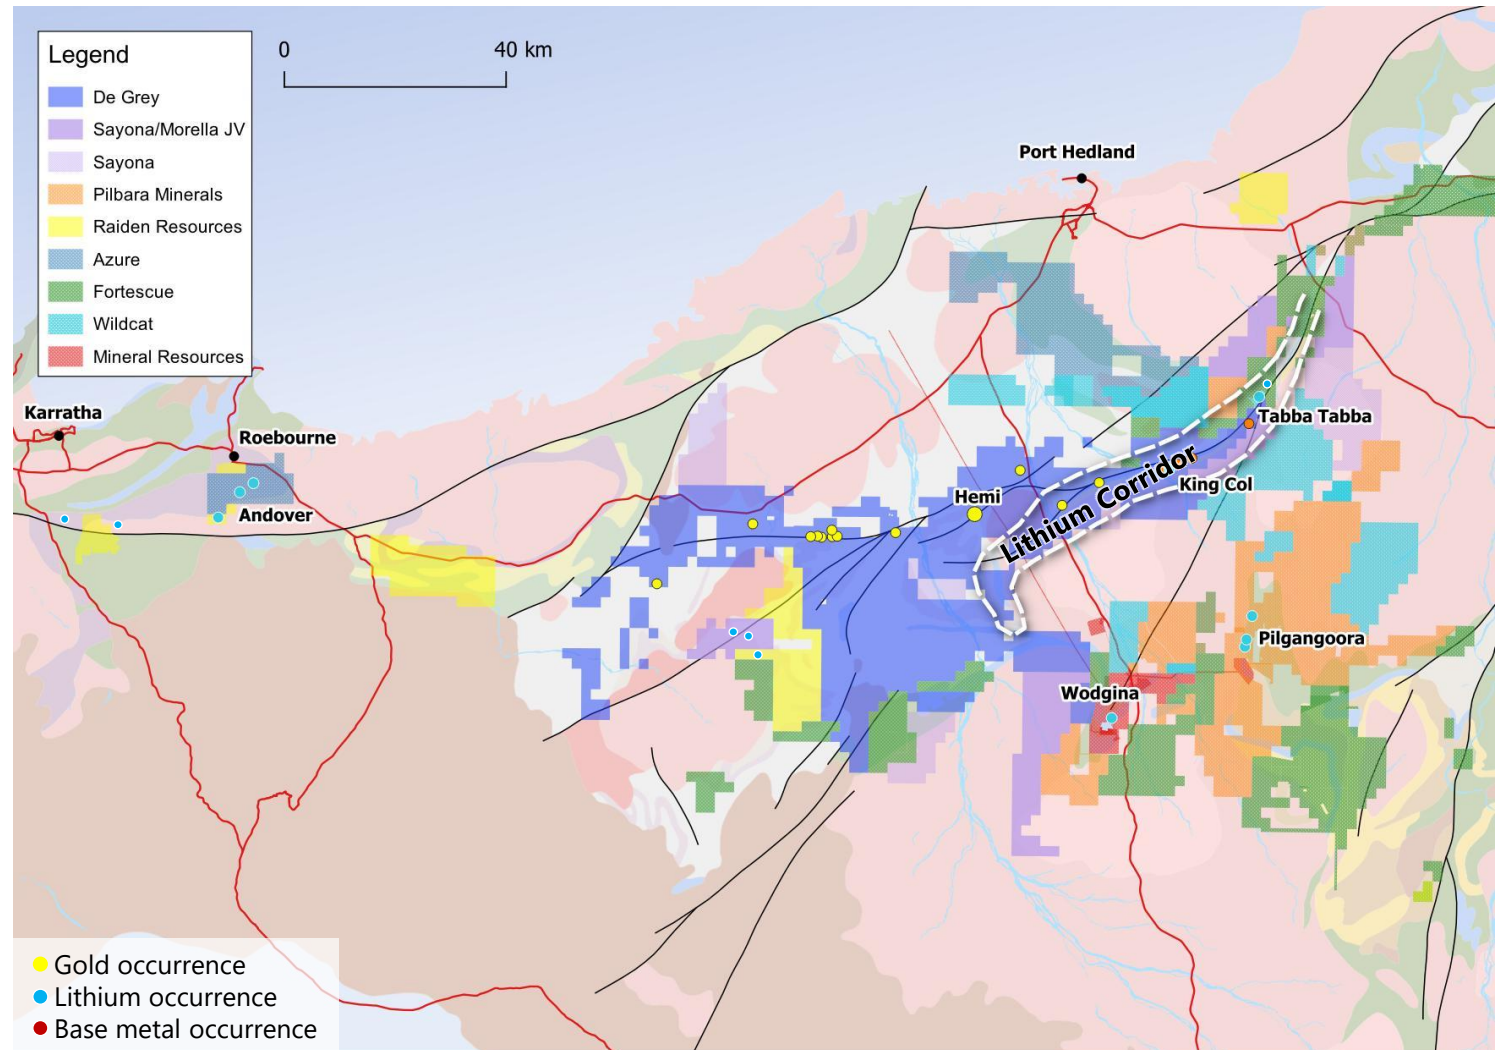 Legend
De Grey
Sayona/Morella JV
Sayona
Pilbara Minerals
Raiden Resources
Azure
Fortescue
Wildcat
Mineral Resources
0 40 km
Port Hedland
Karratha
Roebourne
Andover
Tabba Tabba
King Col
Hemi
Lithium Corridor
Pilgangoora
Wodgina
Gold occurrence
Lithium occurrence
Base metal occurrence